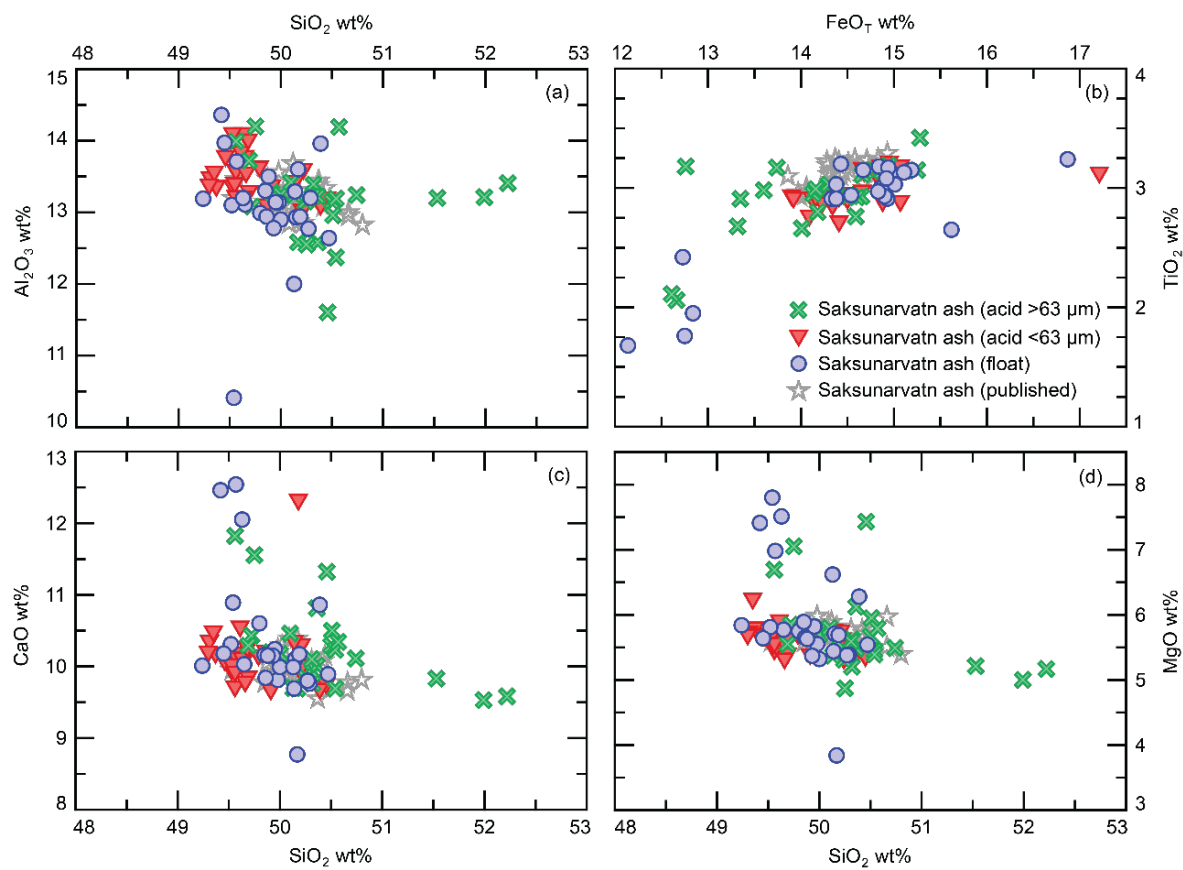 SiO2 wt%
48 49 50 51 52 53
FeOT wt%
12 13 14 15 16 17
(a)
15
14
13
12
11
10
Al2O3 wt%
(b)
4
3
2
1
TiO2 wt%
Saksunarvatn ash (acid >63 µm)
Saksunarvatn ash (acid <63 µm)
Saksunarvatn ash (float)
Saksunarvatn ash (published)
(c)
13
12
11
10
9
8
CaO wt%
48 49 50 51 52 53
SiO2 wt%
(d)
8
7
6
5
4
3
MgO wt%
48 49 50 51 52 53
SiO2 wt%